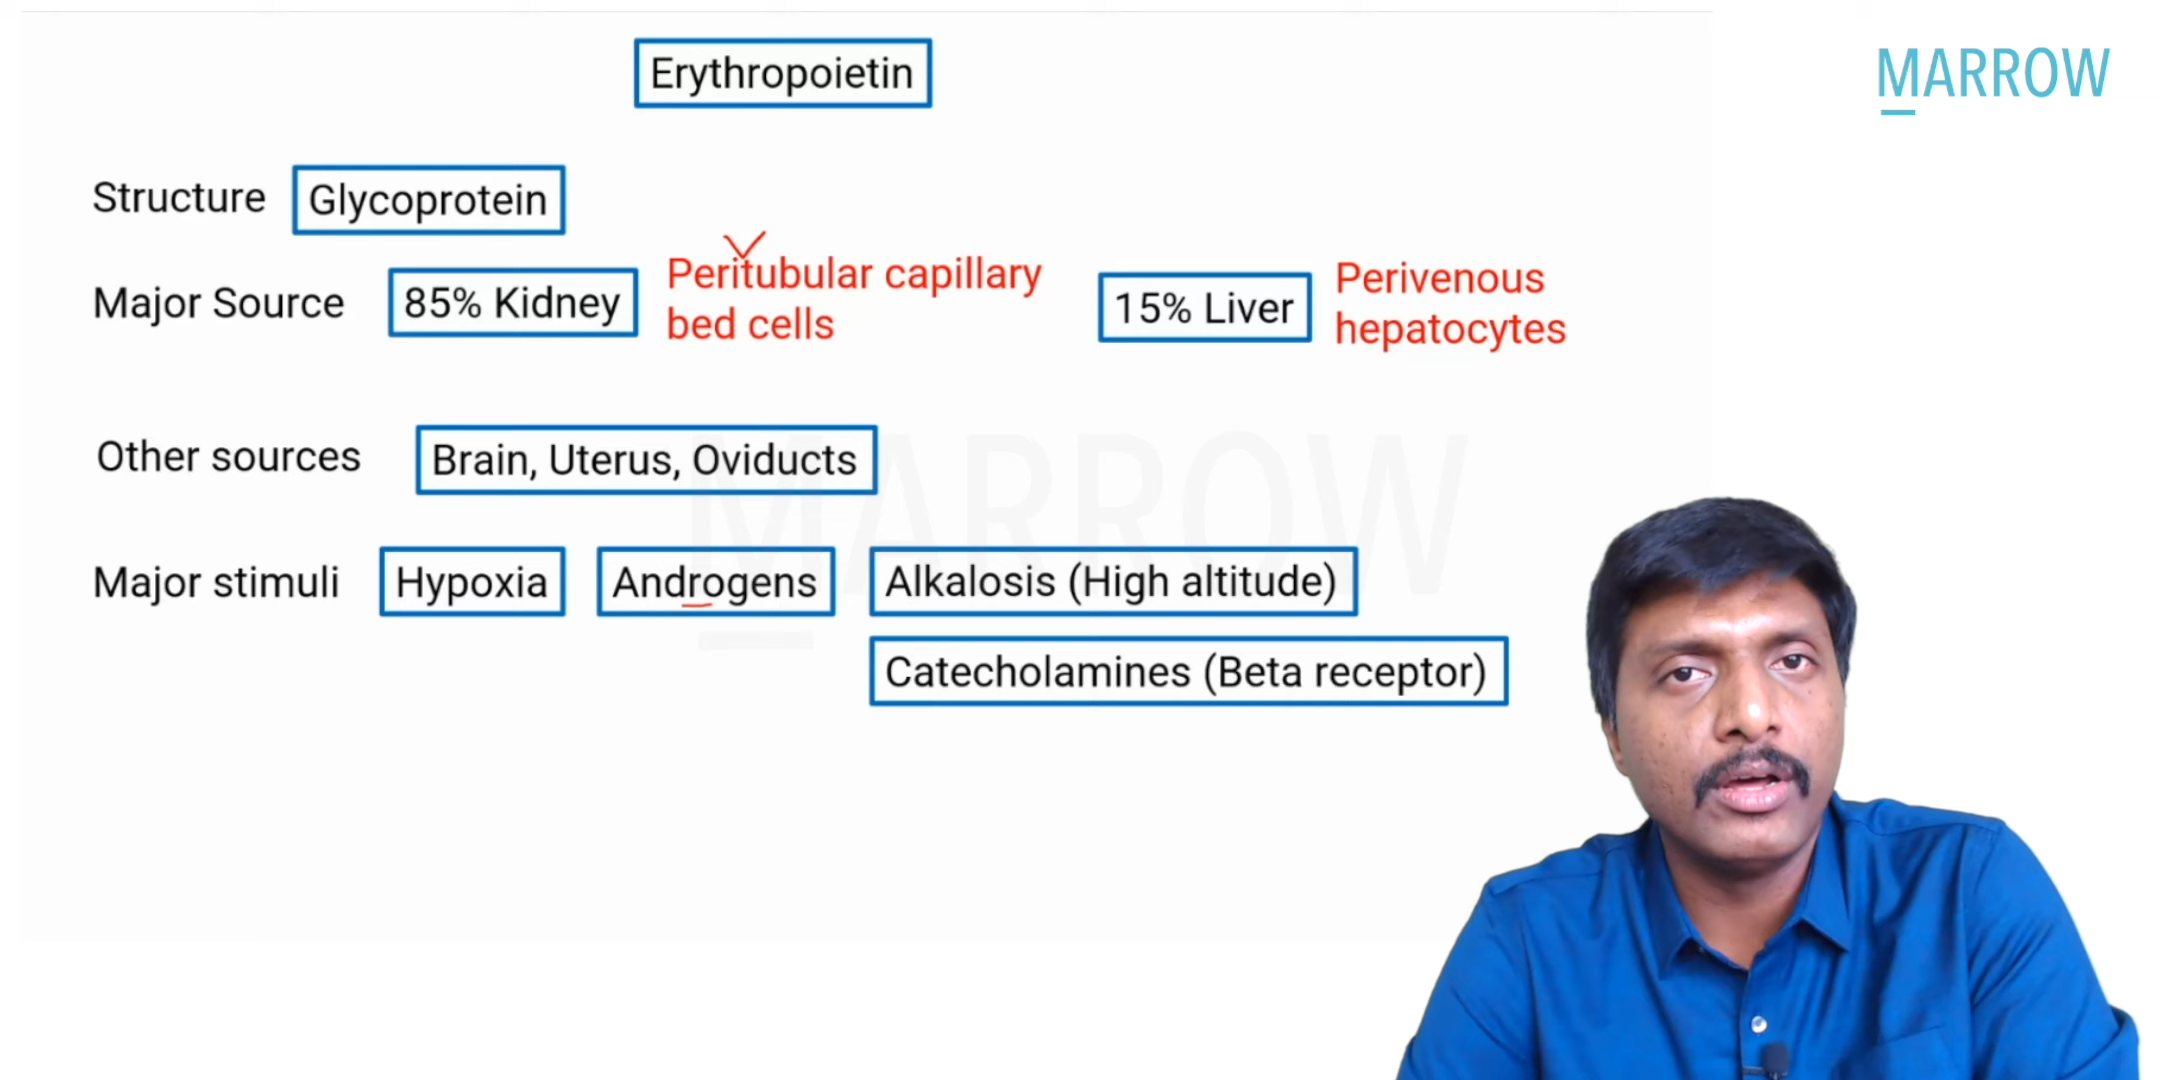 MARROW
Erythropoietin
Structure Glycoprotein
Major Source 85% Kidney Peritubular capillary bed cells 15% Liver Perivenous hepatocytes
Other sources Brain, Uterus, Oviducts
MARROW
Major stimuli Hypoxia Androgens Alkalosis (High altitude)
Catecholamines (Beta receptor)